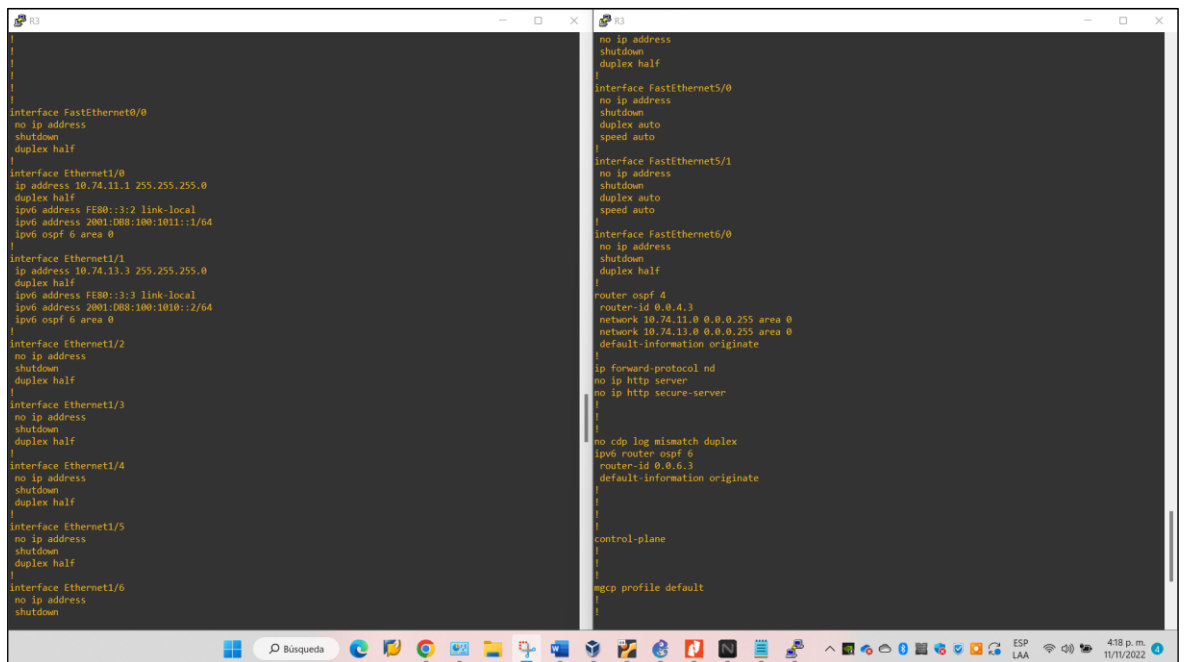 R3
!
!
!
!
!
!
interface FastEthernet0/0
no ip address
shutdown
duplex half
!
interface Ethernet1/0
ip address 10.74.11.1 255.255.255.0
duplex half
ipv6 address FE80::3:2 link-local
ipv6 address 2001:DB8:100:1011::1/64
ipv6 ospf 6 area 0
!
interface Ethernet1/1
ip address 10.74.13.3 255.255.255.0
duplex half
ipv6 address FE80::3:3 link-local
ipv6 address 2001:DB8:100:1010::2/64
ipv6 ospf 6 area 0
!
interface Ethernet1/2
no ip address
shutdown
duplex half
!
interface Ethernet1/3
no ip address
shutdown
duplex half
!
interface Ethernet1/4
no ip address
shutdown
duplex half
!
interface Ethernet1/5
no ip address
shutdown
duplex half
!
interface Ethernet1/6
no ip address
shutdown
R3
no ip address
shutdown
duplex half
!
interface FastEthernet5/0
no ip address
shutdown
duplex auto
speed auto
!
interface FastEthernet5/1
no ip address
shutdown
duplex auto
speed auto
!
interface FastEthernet6/0
no ip address
shutdown
duplex half
!
router ospf 4
router-id 0.0.4.3
network 10.74.11.0 0.0.0.255 area 0
network 10.74.13.0 0.0.0.255 area 0
default-information originate
!
ip forward-protocol nd
no ip http server
no ip http secure-server
!
!
!
no cdp log mismatch duplex
ipv6 router ospf 6
router-id 0.0.6.3
default-information originate
!
!
!
!
control-plane
!
!
!
mgcp profile default
!
!
Búsqueda
ESP
LAA
4:18 p. m.
11/11/2022